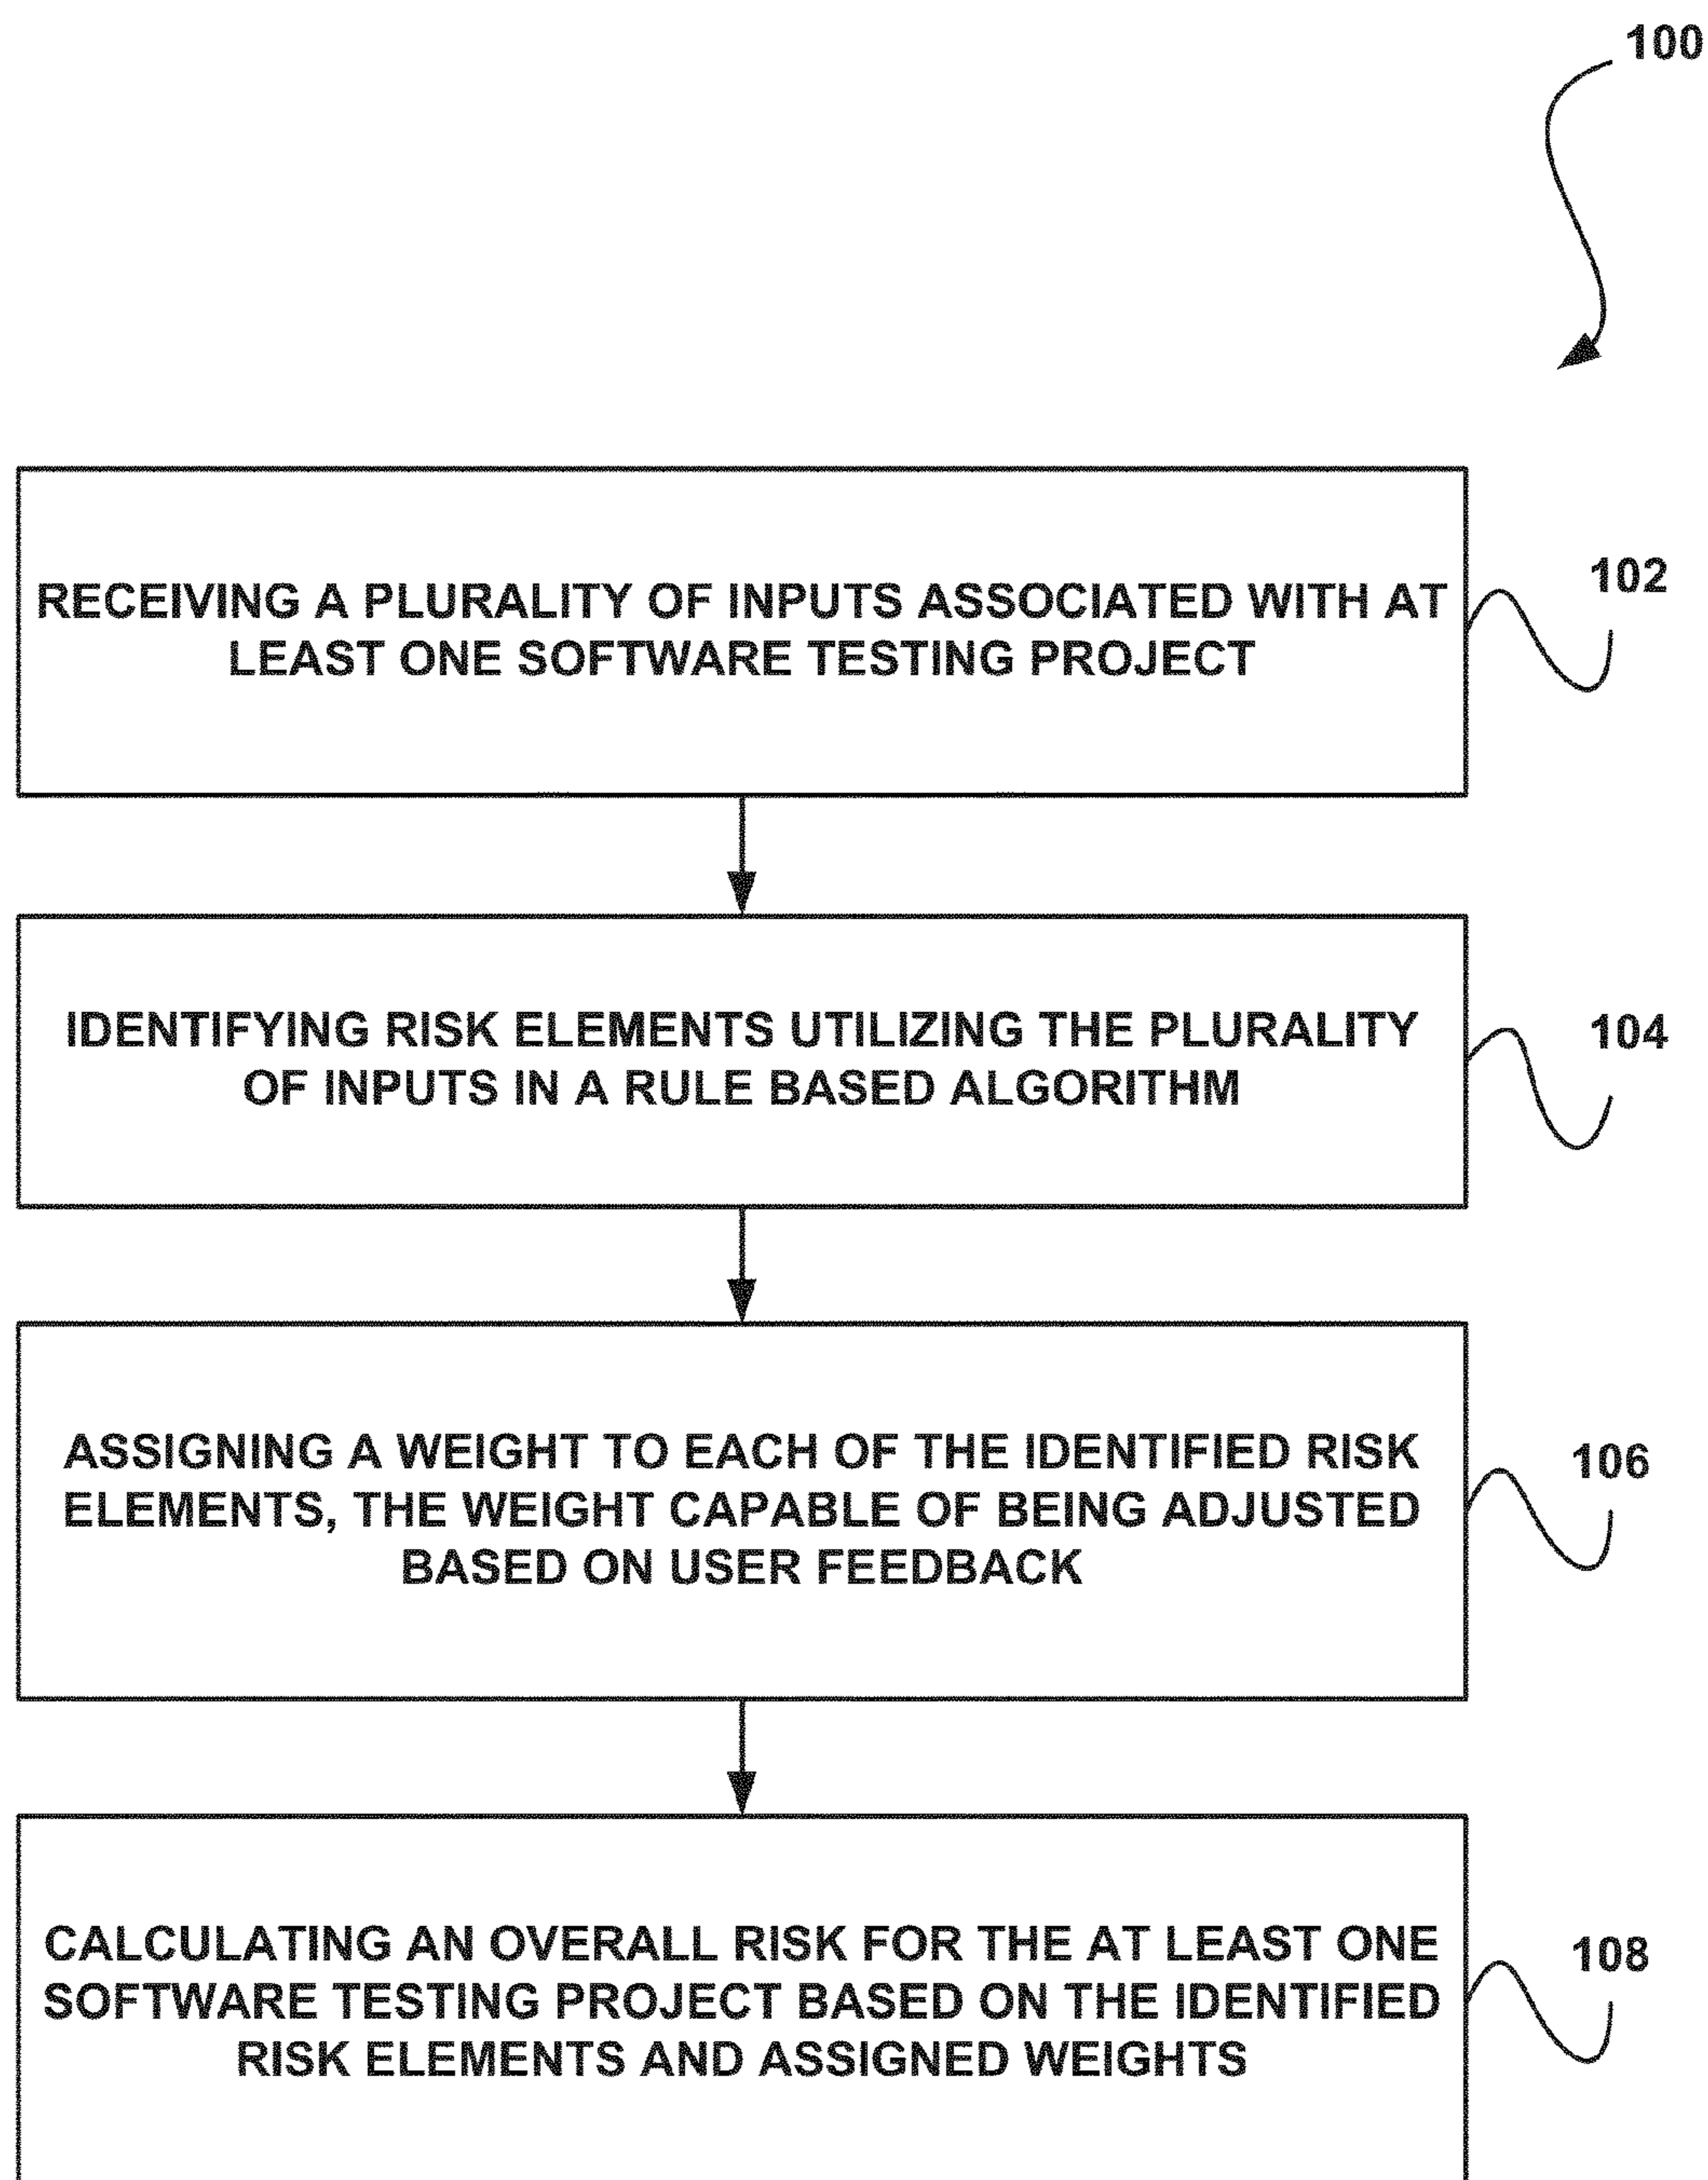 100
RECEIVING A PLURALITY OF INPUTS ASSOCIATED WITH AT
LEAST ONE SOFTWARE TESTING PROJECT
102
IDENTIFYING RISK ELEMENTS UTILIZING THE PLURALITY
OF INPUTS IN A RULE BASED ALGORITHM
104
ASSIGNING A WEIGHT TO EACH OF THE IDENTIFIED RISK
ELEMENTS, THE WEIGHT CAPABLE OF BEING ADJUSTED
BASED ON USER FEEDBACK
106
CALCULATING AN OVERALL RISK FOR THE AT LEAST ONE
SOFTWARE TESTING PROJECT BASED ON THE IDENTIFIED
RISK ELEMENTS AND ASSIGNED WEIGHTS
108